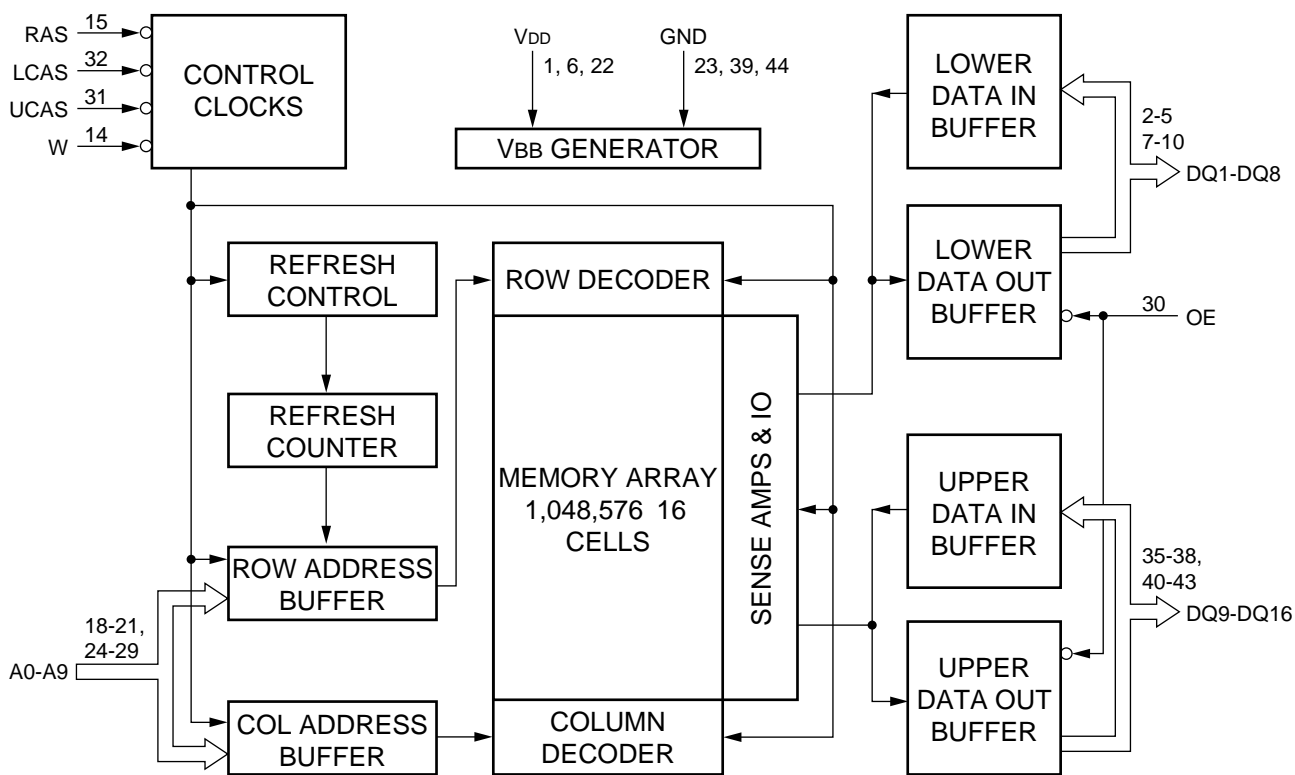 RAS 15
LCAS 32
UCAS 31
W 14
CONTROL
CLOCKS
VDD
1, 6, 22
GND
23, 39, 44
VBB GENERATOR
LOWER
DATA IN
BUFFER
2-5
7-10
DQ1-DQ8
LOWER
DATA OUT
BUFFER
30 OE
REFRESH
CONTROL
REFRESH
COUNTER
ROW ADDRESS
BUFFER
18-21,
24-29
A0-A9
COL ADDRESS
BUFFER
ROW DECODER
MEMORY ARRAY
1,048,576 16
CELLS
SENSE AMPS & IO
COLUMN
DECODER
UPPER
DATA IN
BUFFER
35-38,
40-43
DQ9-DQ16
UPPER
DATA OUT
BUFFER